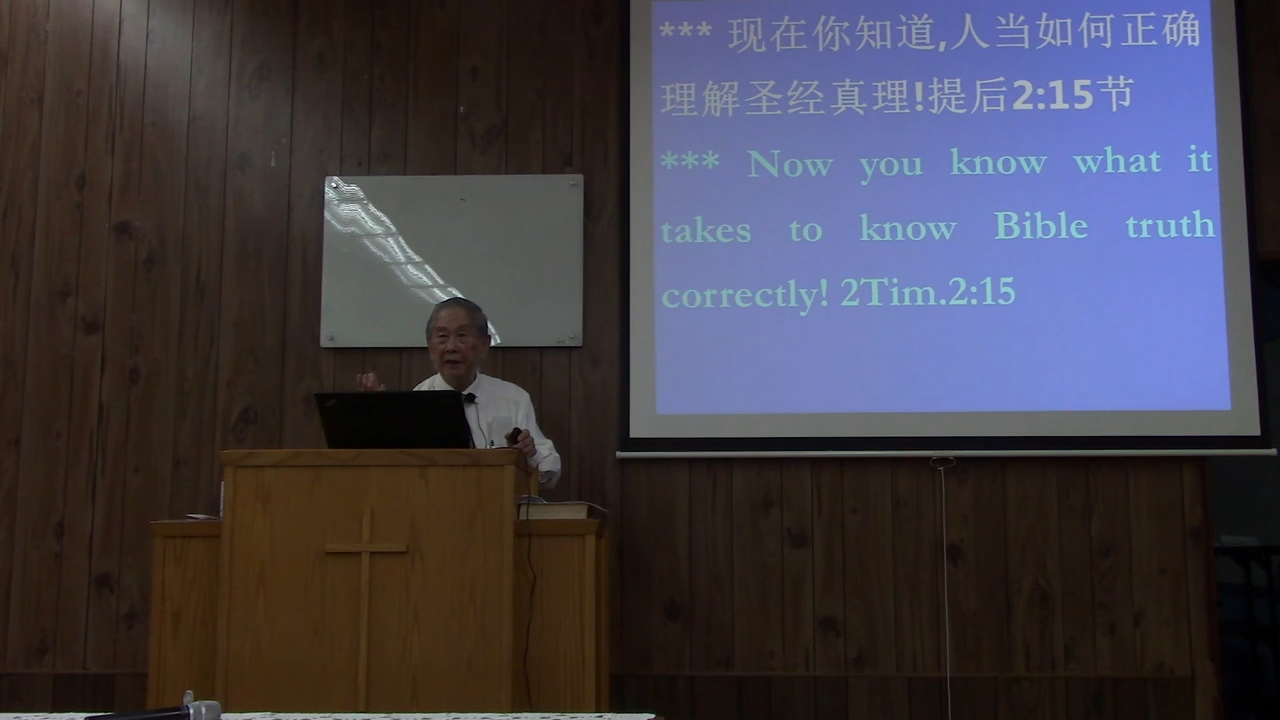 *** 现在你知道,人当如何正确
理解圣经真理!提后2:15节
*** Now you know what it
takes to know Bible truth
correctly! 2Tim.2:15